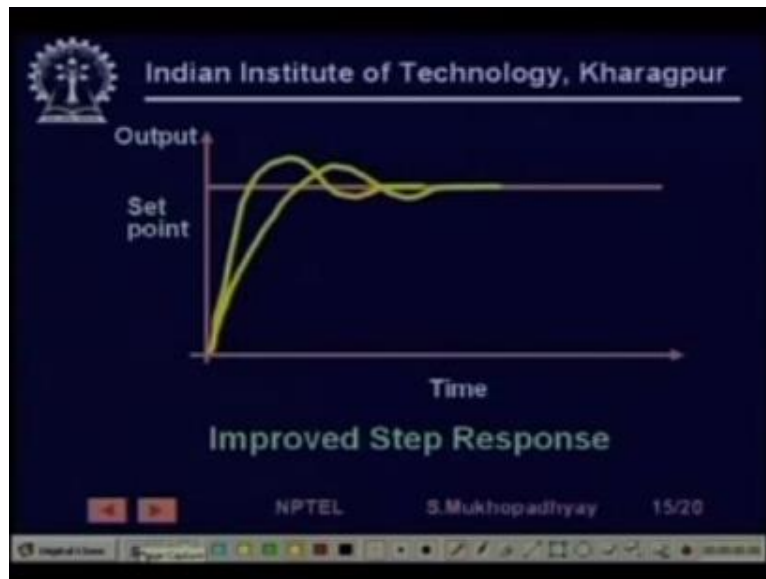 Indian Institute of Technology, Kharagpur
Output
Set
point
Time
Improved Step Response
NPTEL S.Mukhopadhyay 15/20